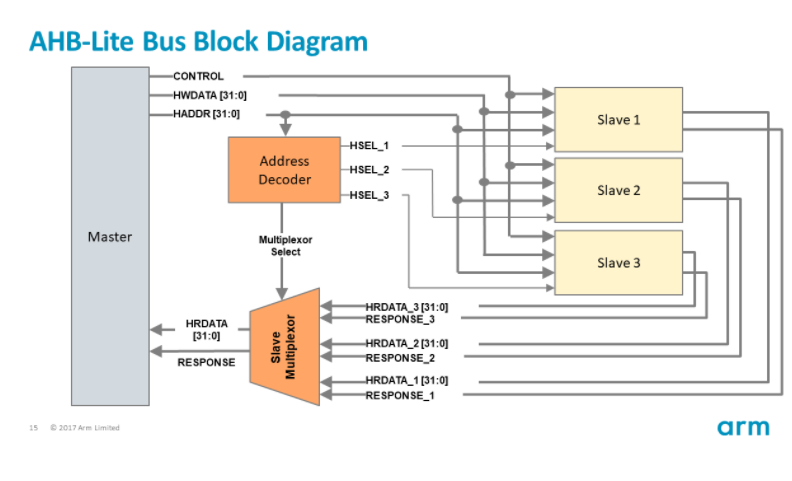 AHB-Lite Bus Block Diagram
CONTROL
HWDATA [31:0]
HADDR [31:0]
Slave 1
Address
Decoder
HSEL_1
HSEL_2
HSEL_3
Slave 2
Master
Multiplexor
Select
Slave 3
HRDATA
[31:0]
RESPONSE
Slave
Multiplexor
HRDATA_3 [31:0]
RESPONSE_3
HRDATA_2 [31:0]
RESPONSE_2
HRDATA_1 [31:0]
RESPONSE_1
15 © 2017 Arm Limited
arm